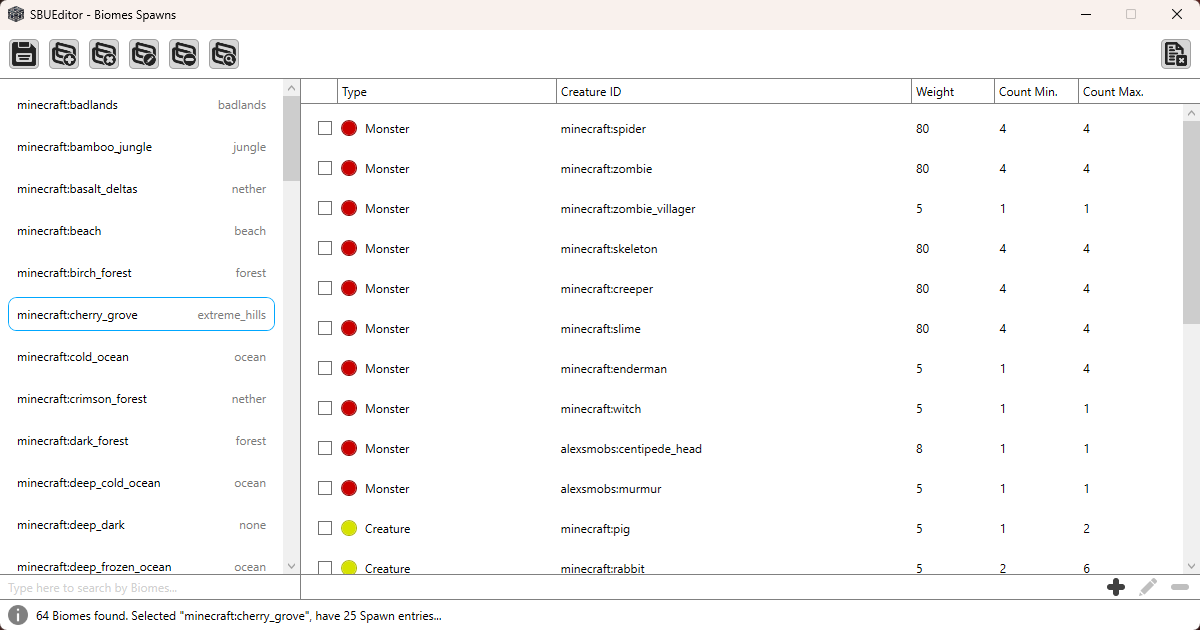 SBUEditor - Biomes Spawns
minecraft:badlands badlands
minecraft:bamboo_jungle jungle
minecraft:basalt_deltas nether
minecraft:beach beach
minecraft:birch_forest forest
minecraft:cherry_grove extreme_hills
minecraft:cold_ocean ocean
minecraft:crimson_forest nether
minecraft:dark_forest forest
minecraft:deep_cold_ocean ocean
minecraft:deep_dark none
minecraft:deep_frozen_ocean ocean
Type here to search by Biomes...
Type Creature ID Weight Count Min. Count Max.
Monster minecraft:spider 80 4 4
Monster minecraft:zombie 80 4 4
Monster minecraft:zombie_villager 5 1 1
Monster minecraft:skeleton 80 4 4
Monster minecraft:creeper 80 4 4
Monster minecraft:slime 80 4 4
Monster minecraft:enderman 5 1 4
Monster minecraft:witch 5 1 1
Monster alexsmobs:centipede_head 8 1 1
Monster alexsmobs:murmur 5 1 1
Creature minecraft:pig 5 1 2
Creature minecraft:rabbit 5 2 6
64 Biomes found. Selected "minecraft:cherry_grove", have 25 Spawn entries...